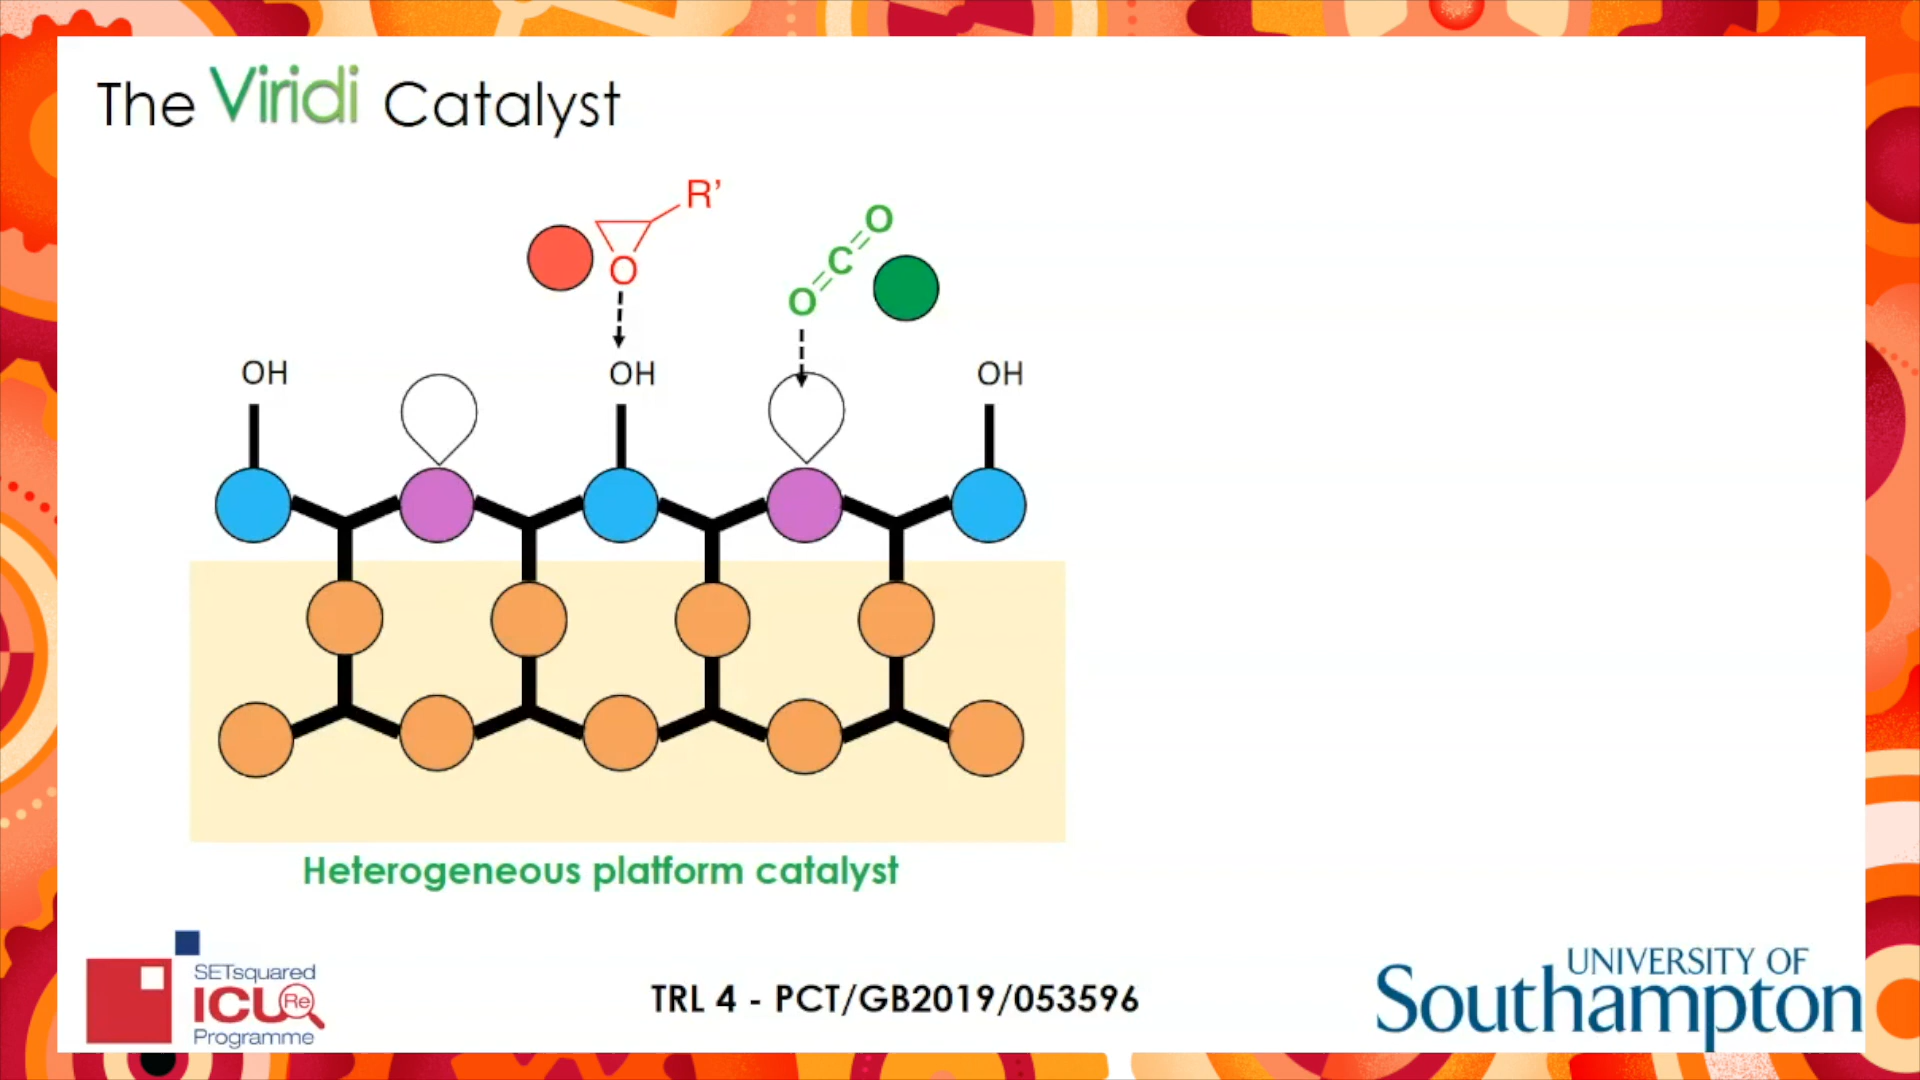 The Viridi Catalyst
R’
O
O
C
O
OH
OH
OH
Heterogeneous platform catalyst
SETsquared
ICURe
Programme
TRL 4 - PCT/GB2019/053596
UNIVERSITY OF
Southampton